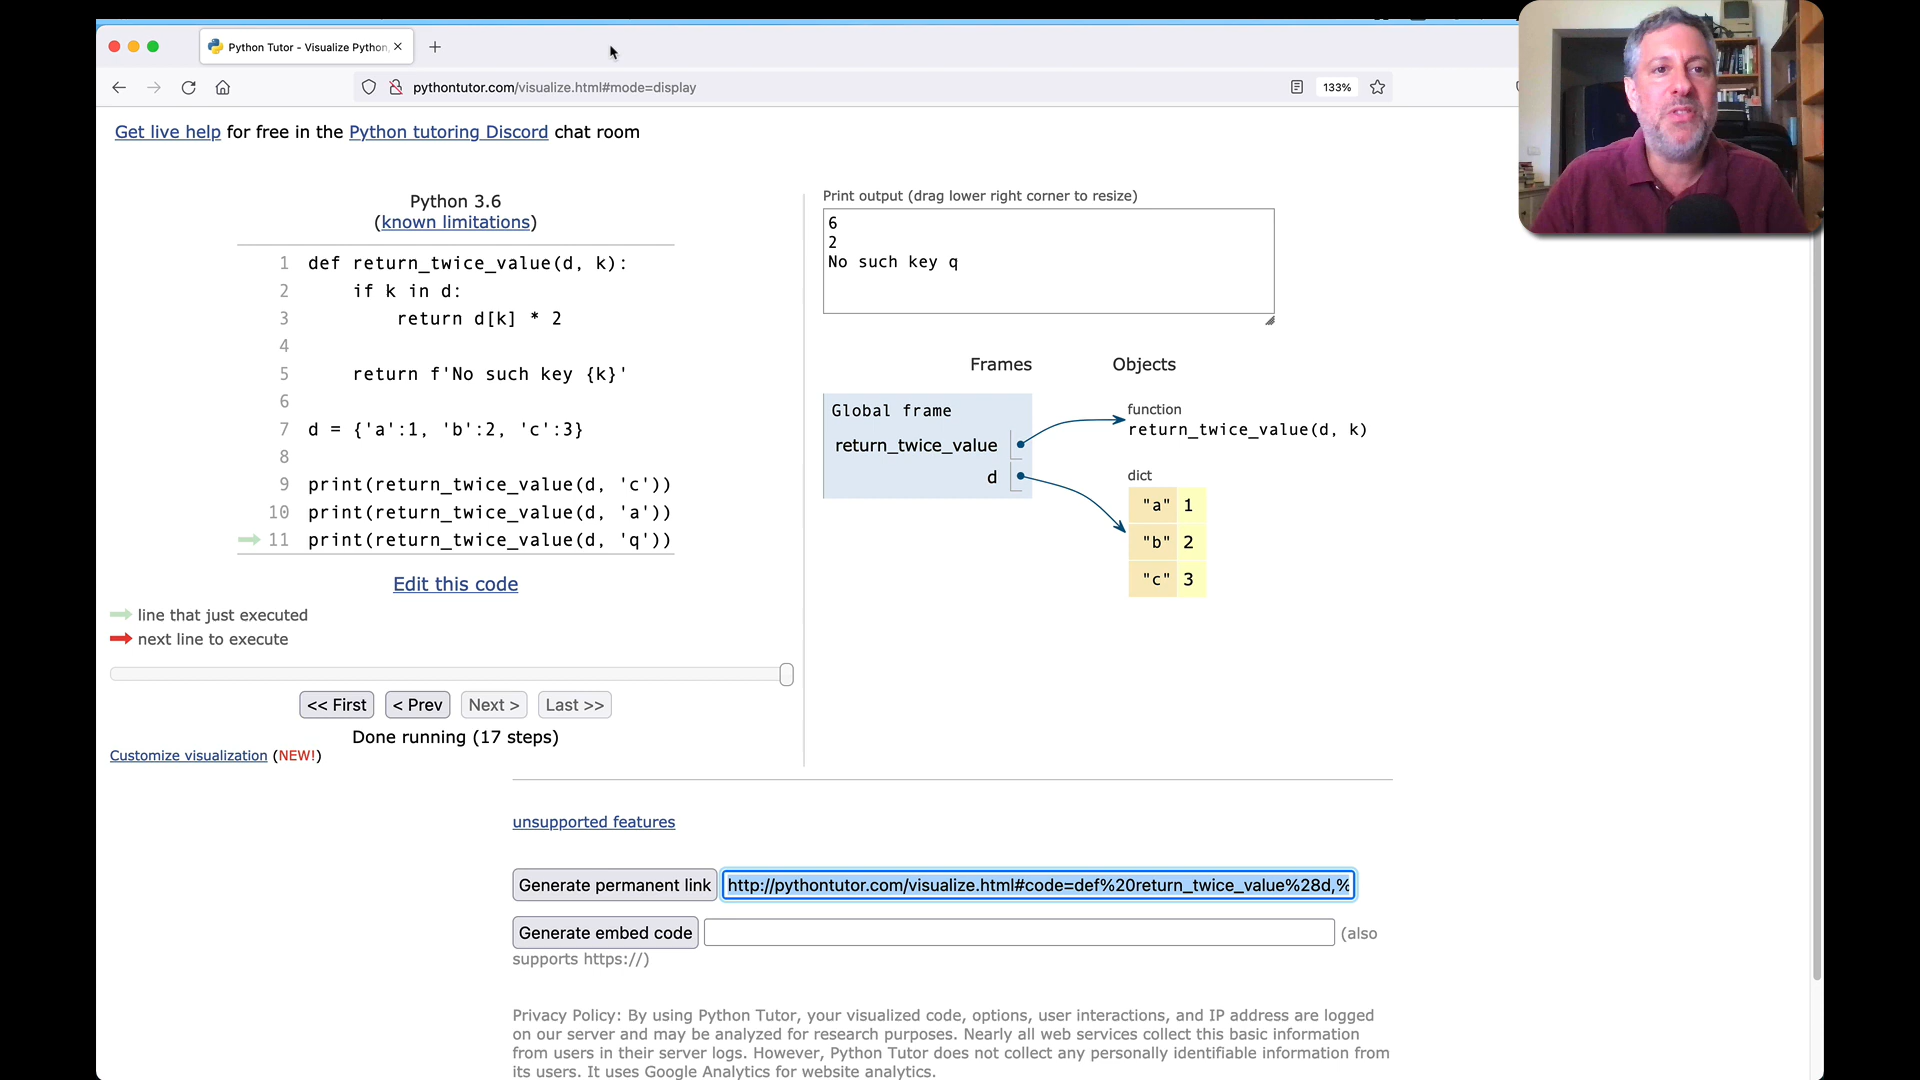 Python Tutor - Visualize Python
pythontutor.com/visualize.html#mode=display
133%
Get live help for free in the Python tutoring Discord chat room
Python 3.6
(known limitations)
1 def return_twice_value(d, k):
2 if k in d:
3 return d[k] * 2
4
5 return f'No such key {k}'
6
7 d = {'a':1, 'b':2, 'c':3}
8
9 print(return_twice_value(d, 'c'))
10 print(return_twice_value(d, 'a'))
11 print(return_twice_value(d, 'q'))
Edit this code
line that just executed
next line to execute
<< First < Prev Next > Last >>
Done running (17 steps)
Customize visualization (NEW!)
Print output (drag lower right corner to resize)
6
2
No such key q
Frames Objects
Global frame
return_twice_value
d
function
return_twice_value(d, k)
dict
"a" 1
"b" 2
"c" 3
unsupported features
Generate permanent link http://pythontutor.com/visualize.html#code=def%20return_twice_value%28d,%
Generate embed code (also
supports https://)
Privacy Policy: By using Python Tutor, your visualized code, options, user interactions, and IP address are logged
on our server and may be analyzed for research purposes. Nearly all web services collect this basic information
from users in their server logs. However, Python Tutor does not collect any personally identifiable information from
its users. It uses Google Analytics for website analytics.